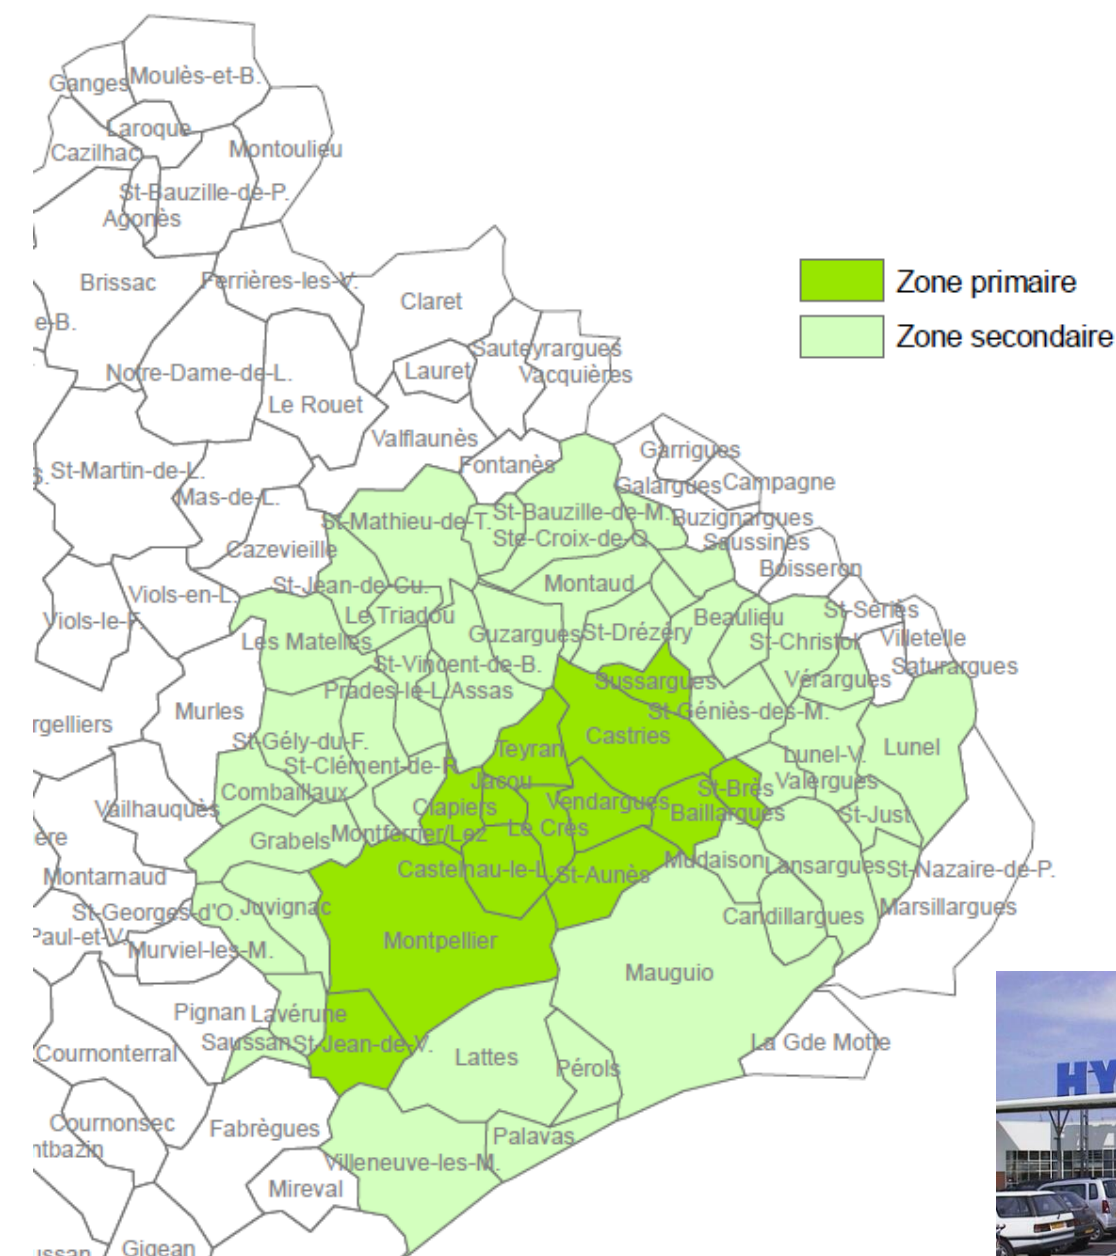 Ganges
Moulès-et-B.
Laroque
Cazilhac
Montoulieu
St-Bauzille-de-P.
Agonès
Brissac
Ferrières-les-V.
Claret
Zone primaire
Zone secondaire
e-B.
Sauteyrargues
Notre-Dame-de-L.
Lauret
Vacquières
Le Rouet
Valflaunès
Garrigues
Fontanès
s.
St-Martin-de-L.
Galargues
Campagne
Mas-de-L.
St-Mathieu-de-T.
St-Bauzille-de-M.
Buzignargues
Ste-Croix-de-Q.
Saussines
Cazevieille
Boisseron
St-Jean-de-Cu.
Montaud
Viols-en-L.
Viols-le-F.
Le Triadou
Beaulieu
St-Sériès
Les Matelles
Guzargues
St-Drézéry
St-Christol
Villetelle
St-Vincent-de-B.
Saturargues
Prades-le-L.
Assas
Sussargues
Vérargues
rgelliers
Murles
St-Géniès-des-M.
St-Gély-du-F.
Teyran
Castries
Lunel-V.
Lunel
St-Clément-de-R.
Jacou
St-Brès
Valergues
Combaillaux
Clapiers
Vendargues
Baillargues
Vailhauquès
St-Just
ère
Grabels
Montferrier/Lez
Le Crès
Montarnaud
Castelnau-le-L.
St-Aunès
Mudaison
Lansargues
St-Nazaire-de-P.
St-Georges-d'O.
Juvignac
Candillargues
Marsillargues
Paul-et-V.
Murviel-les-M.
Montpellier
Mauguio
Pignan
Lavérune
Cournonterral
Saussan
St-Jean-de-V.
Lattes
Pérols
La Gde Motte
HY
Cournonsec
Fabrègues
Palavas
ntbazin
Villeneuve-les-M.
Mireval
ussan
Gigean